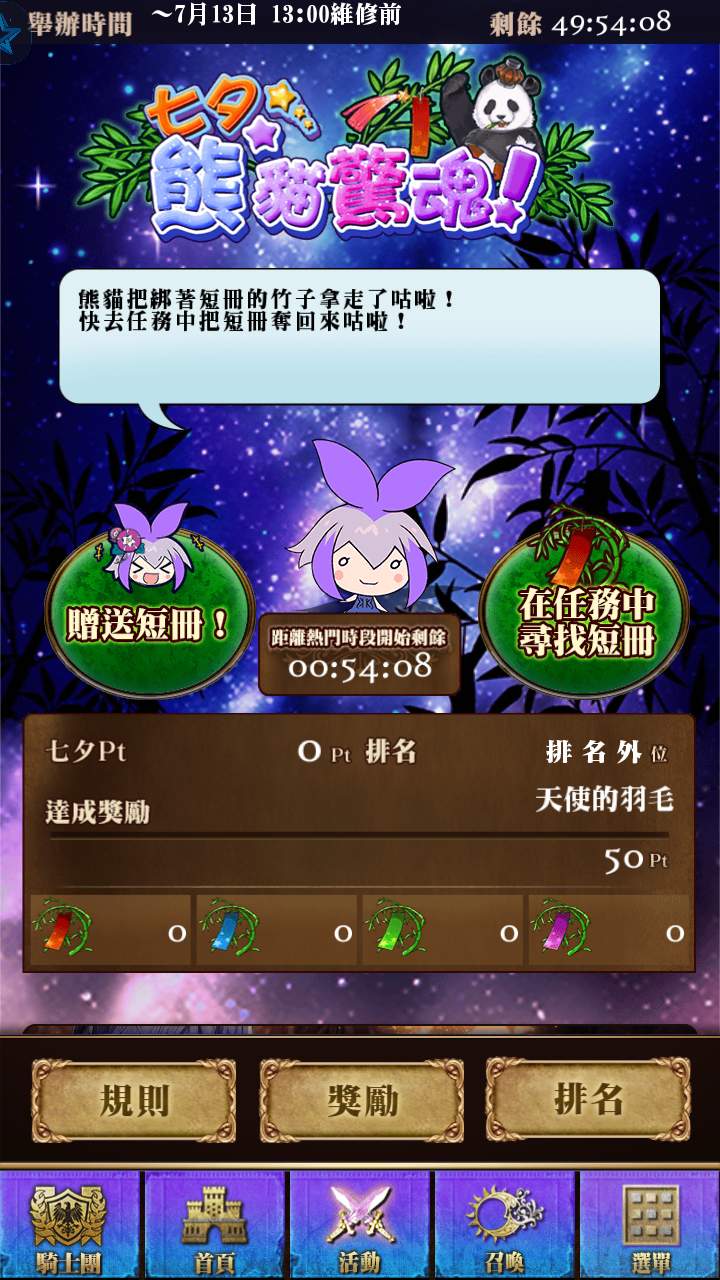 舉辦時間 ～7月13日 13:00維修前
剩餘 49:54:08
七夕
熊貓驚魂！
熊貓把綁著短冊的竹子拿走了咕啦！
快去任務中把短冊奪回來咕啦！
贈送短冊！
距離熱門時段開始剩餘
00:54:08
在任務中
尋找短冊
七夕Pt 0 Pt 排名 排名外 位
達成獎勵 天使的羽毛
50 Pt
0 0 0 0
規則 獎勵 排名
騎士團 首頁 活動 召喚 選單